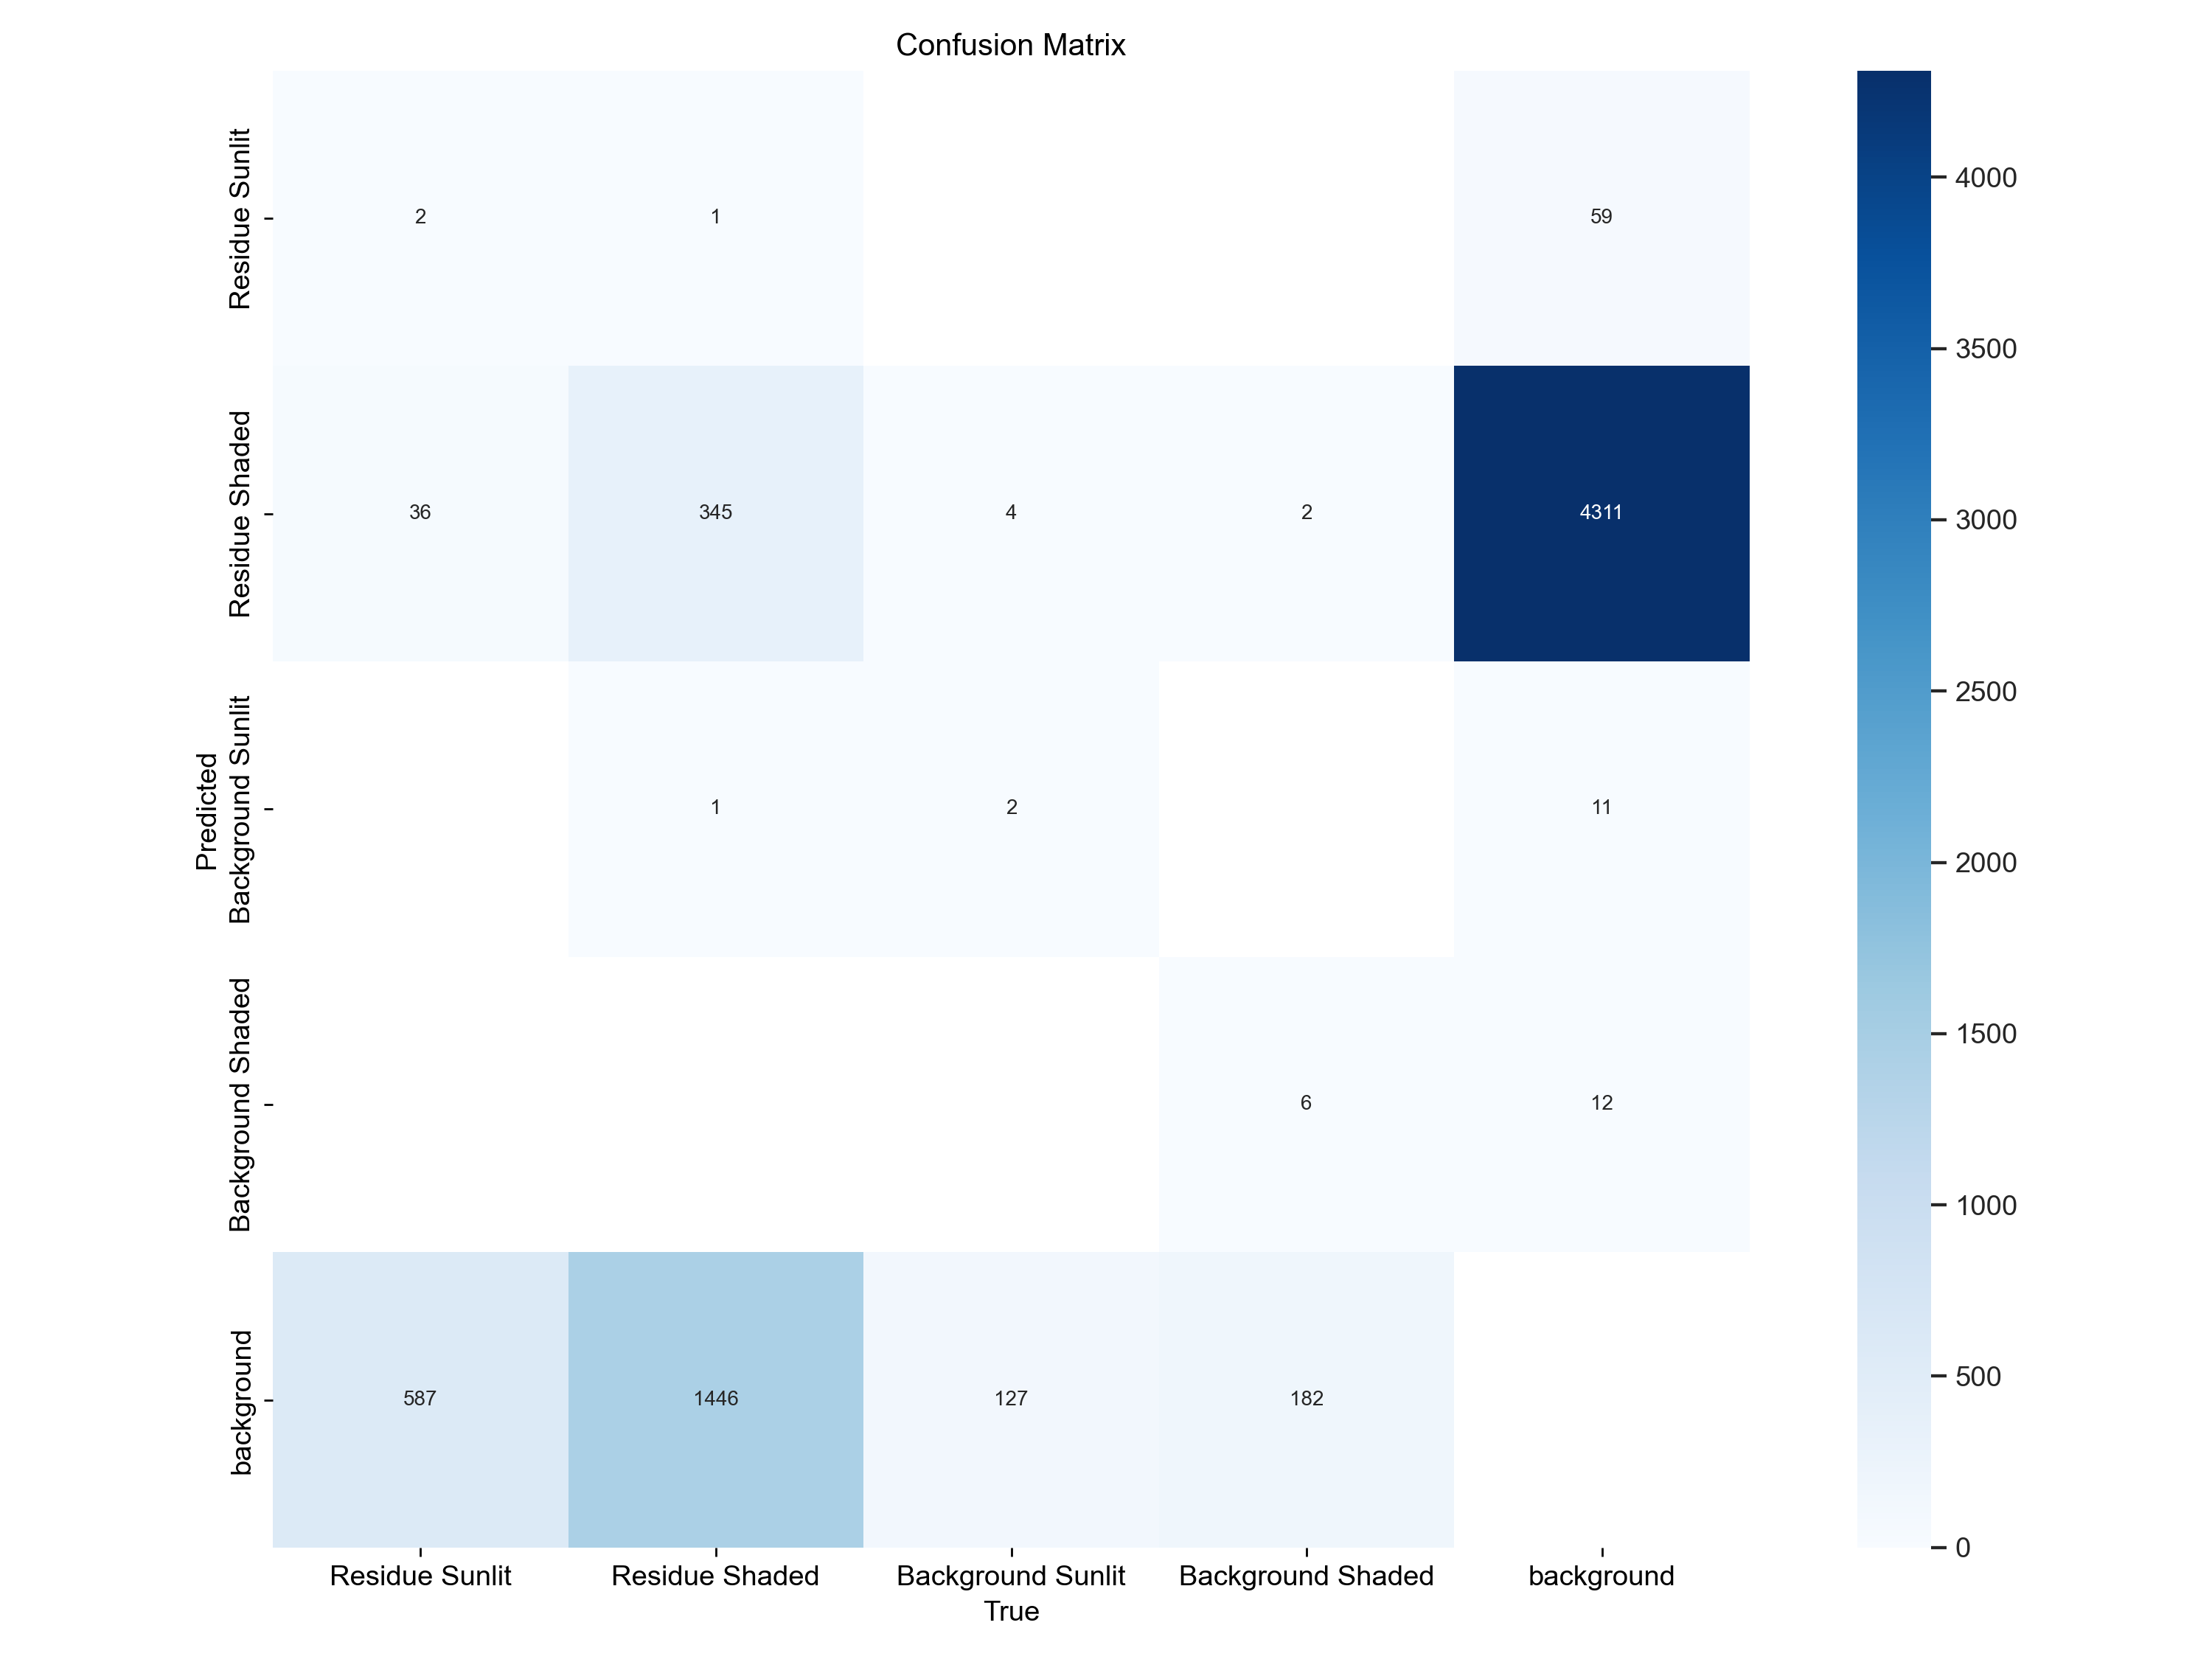 Confusion Matrix
Residue Sunlit
2
1
59
4000
3500
Residue Shaded
36
345
4
2
4311
3000
2500
Predicted
Background Sunlit
1
2
11
2000
1500
Background Shaded
6
12
1000
background
587
1446
127
182
500
0
Residue Sunlit
Residue Shaded
Background Sunlit
Background Shaded
background
True